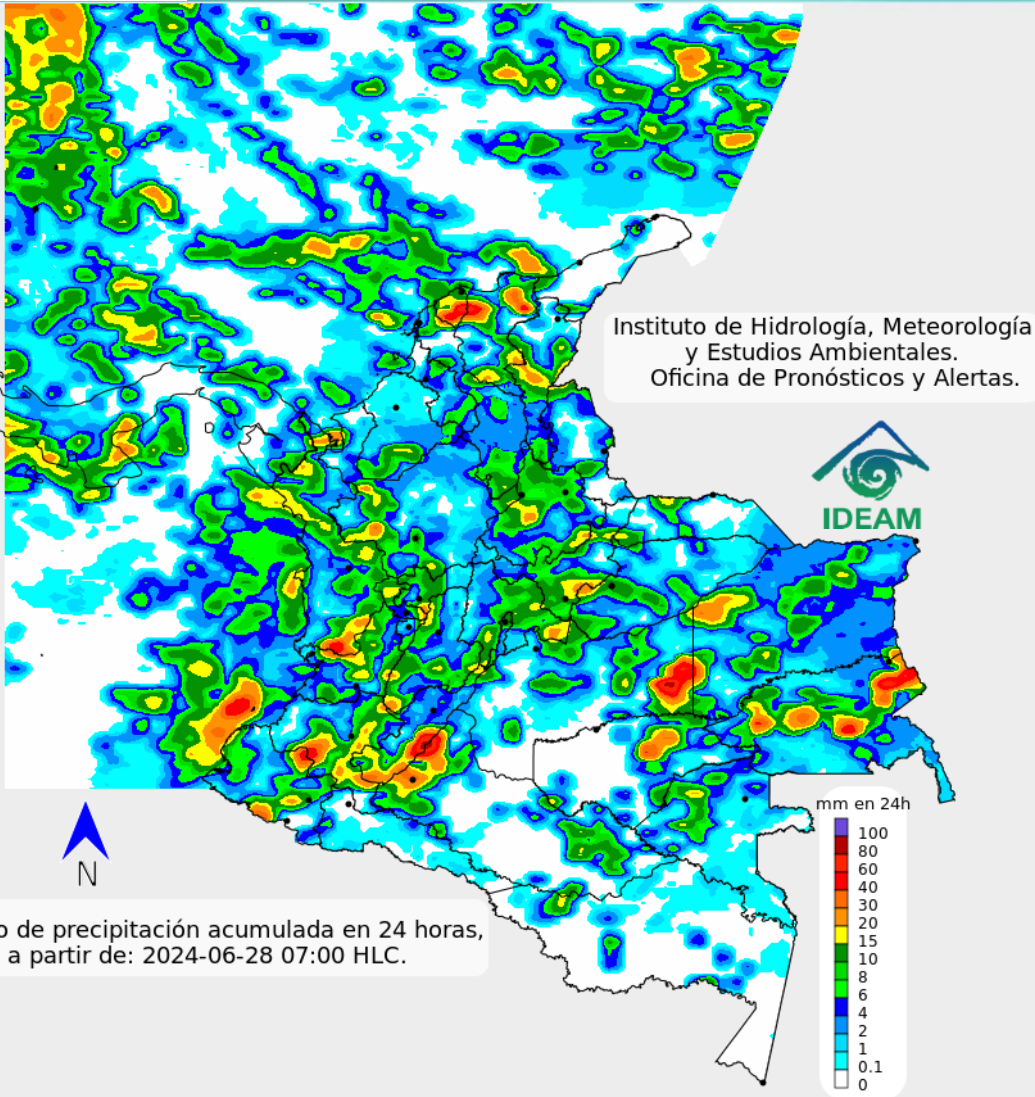 Instituto de Hidrología, Meteorología
y Estudios Ambientales.
Oficina de Pronósticos y Alertas.
IDEAM
mm en 24h
100
80
60
40
30
20
15
10
8
6
4
2
1
0.1
0
N
o de precipitación acumulada en 24 horas,
a partir de: 2024-06-28 07:00 HLC.